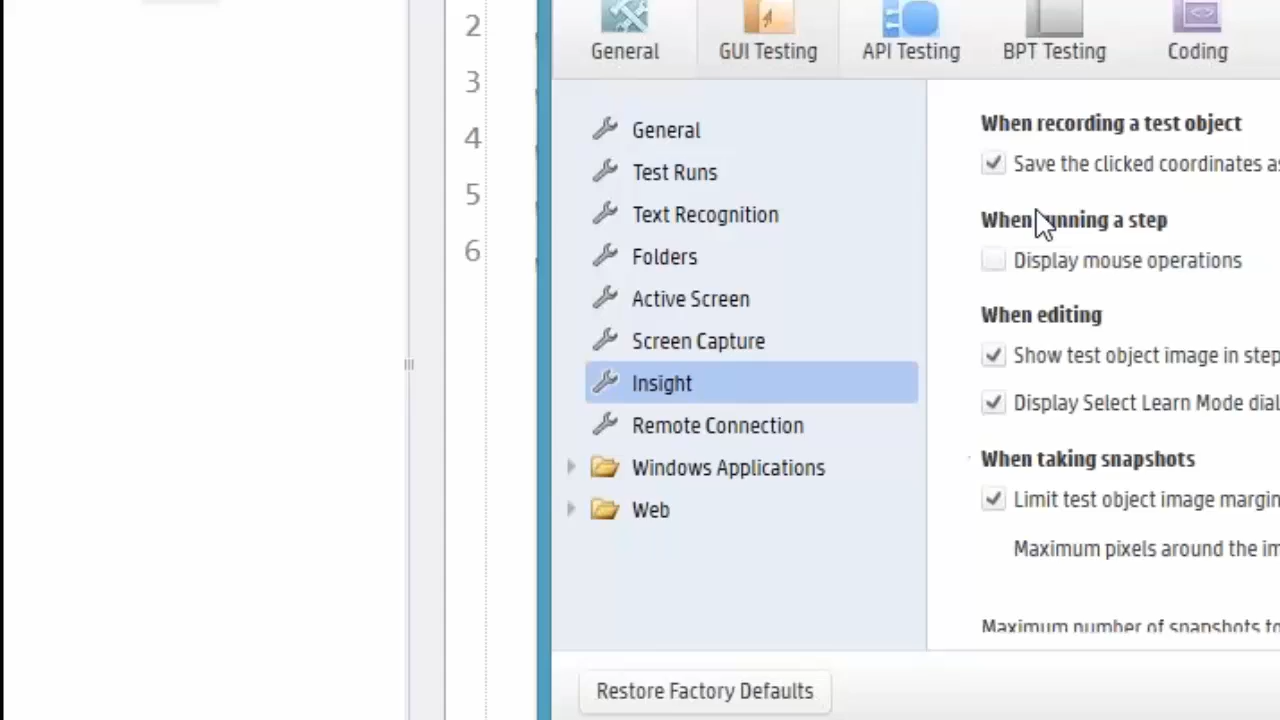 2
3
4
5
6
General
GUI Testing
API Testing
BPT Testing
Coding
General
Test Runs
Text Recognition
Folders
Active Screen
Screen Capture
Insight
Remote Connection
Windows Applications
Web
When recording a test object
Save the clicked coordinates as
When running a step
Display mouse operations
When editing
Show test object image in step
Display Select Learn Mode dial
When taking snapshots
Limit test object image margin
Maximum pixels around the im
Maximum number of snapshots to
Restore Factory Defaults